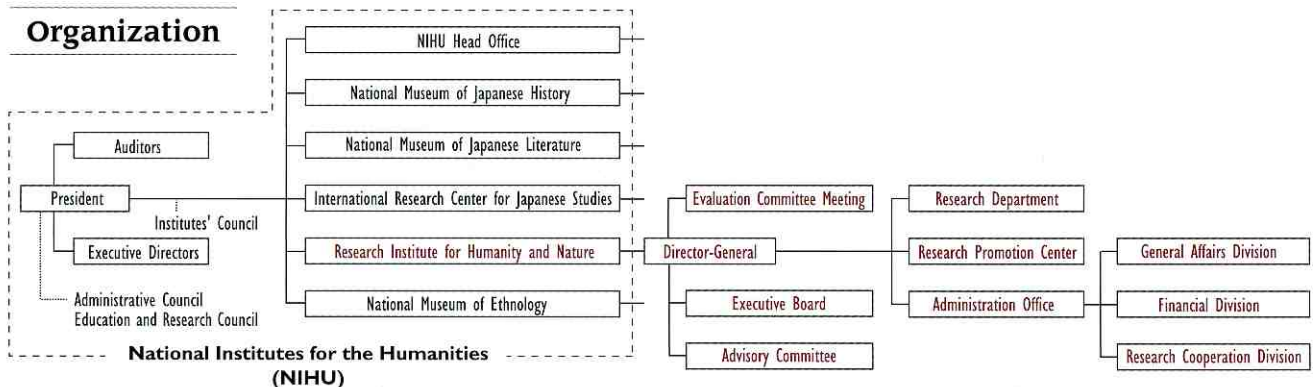 Organization
NIHU Head Office
National Museum of Japanese History
National Museum of Japanese Literature
International Research Center for Japanese Studies
Research Institute for Humanity and Nature
National Museum of Ethnology
Auditors
President
Institutes' Council
Executive Directors
Administrative Council
Education and Research Council
National Institutes for the Humanities
(NIHU)
Evaluation Committee Meeting
Director-General
Executive Board
Advisory Committee
Research Department
Research Promotion Center
Administration Office
General Affairs Division
Financial Division
Research Cooperation Division